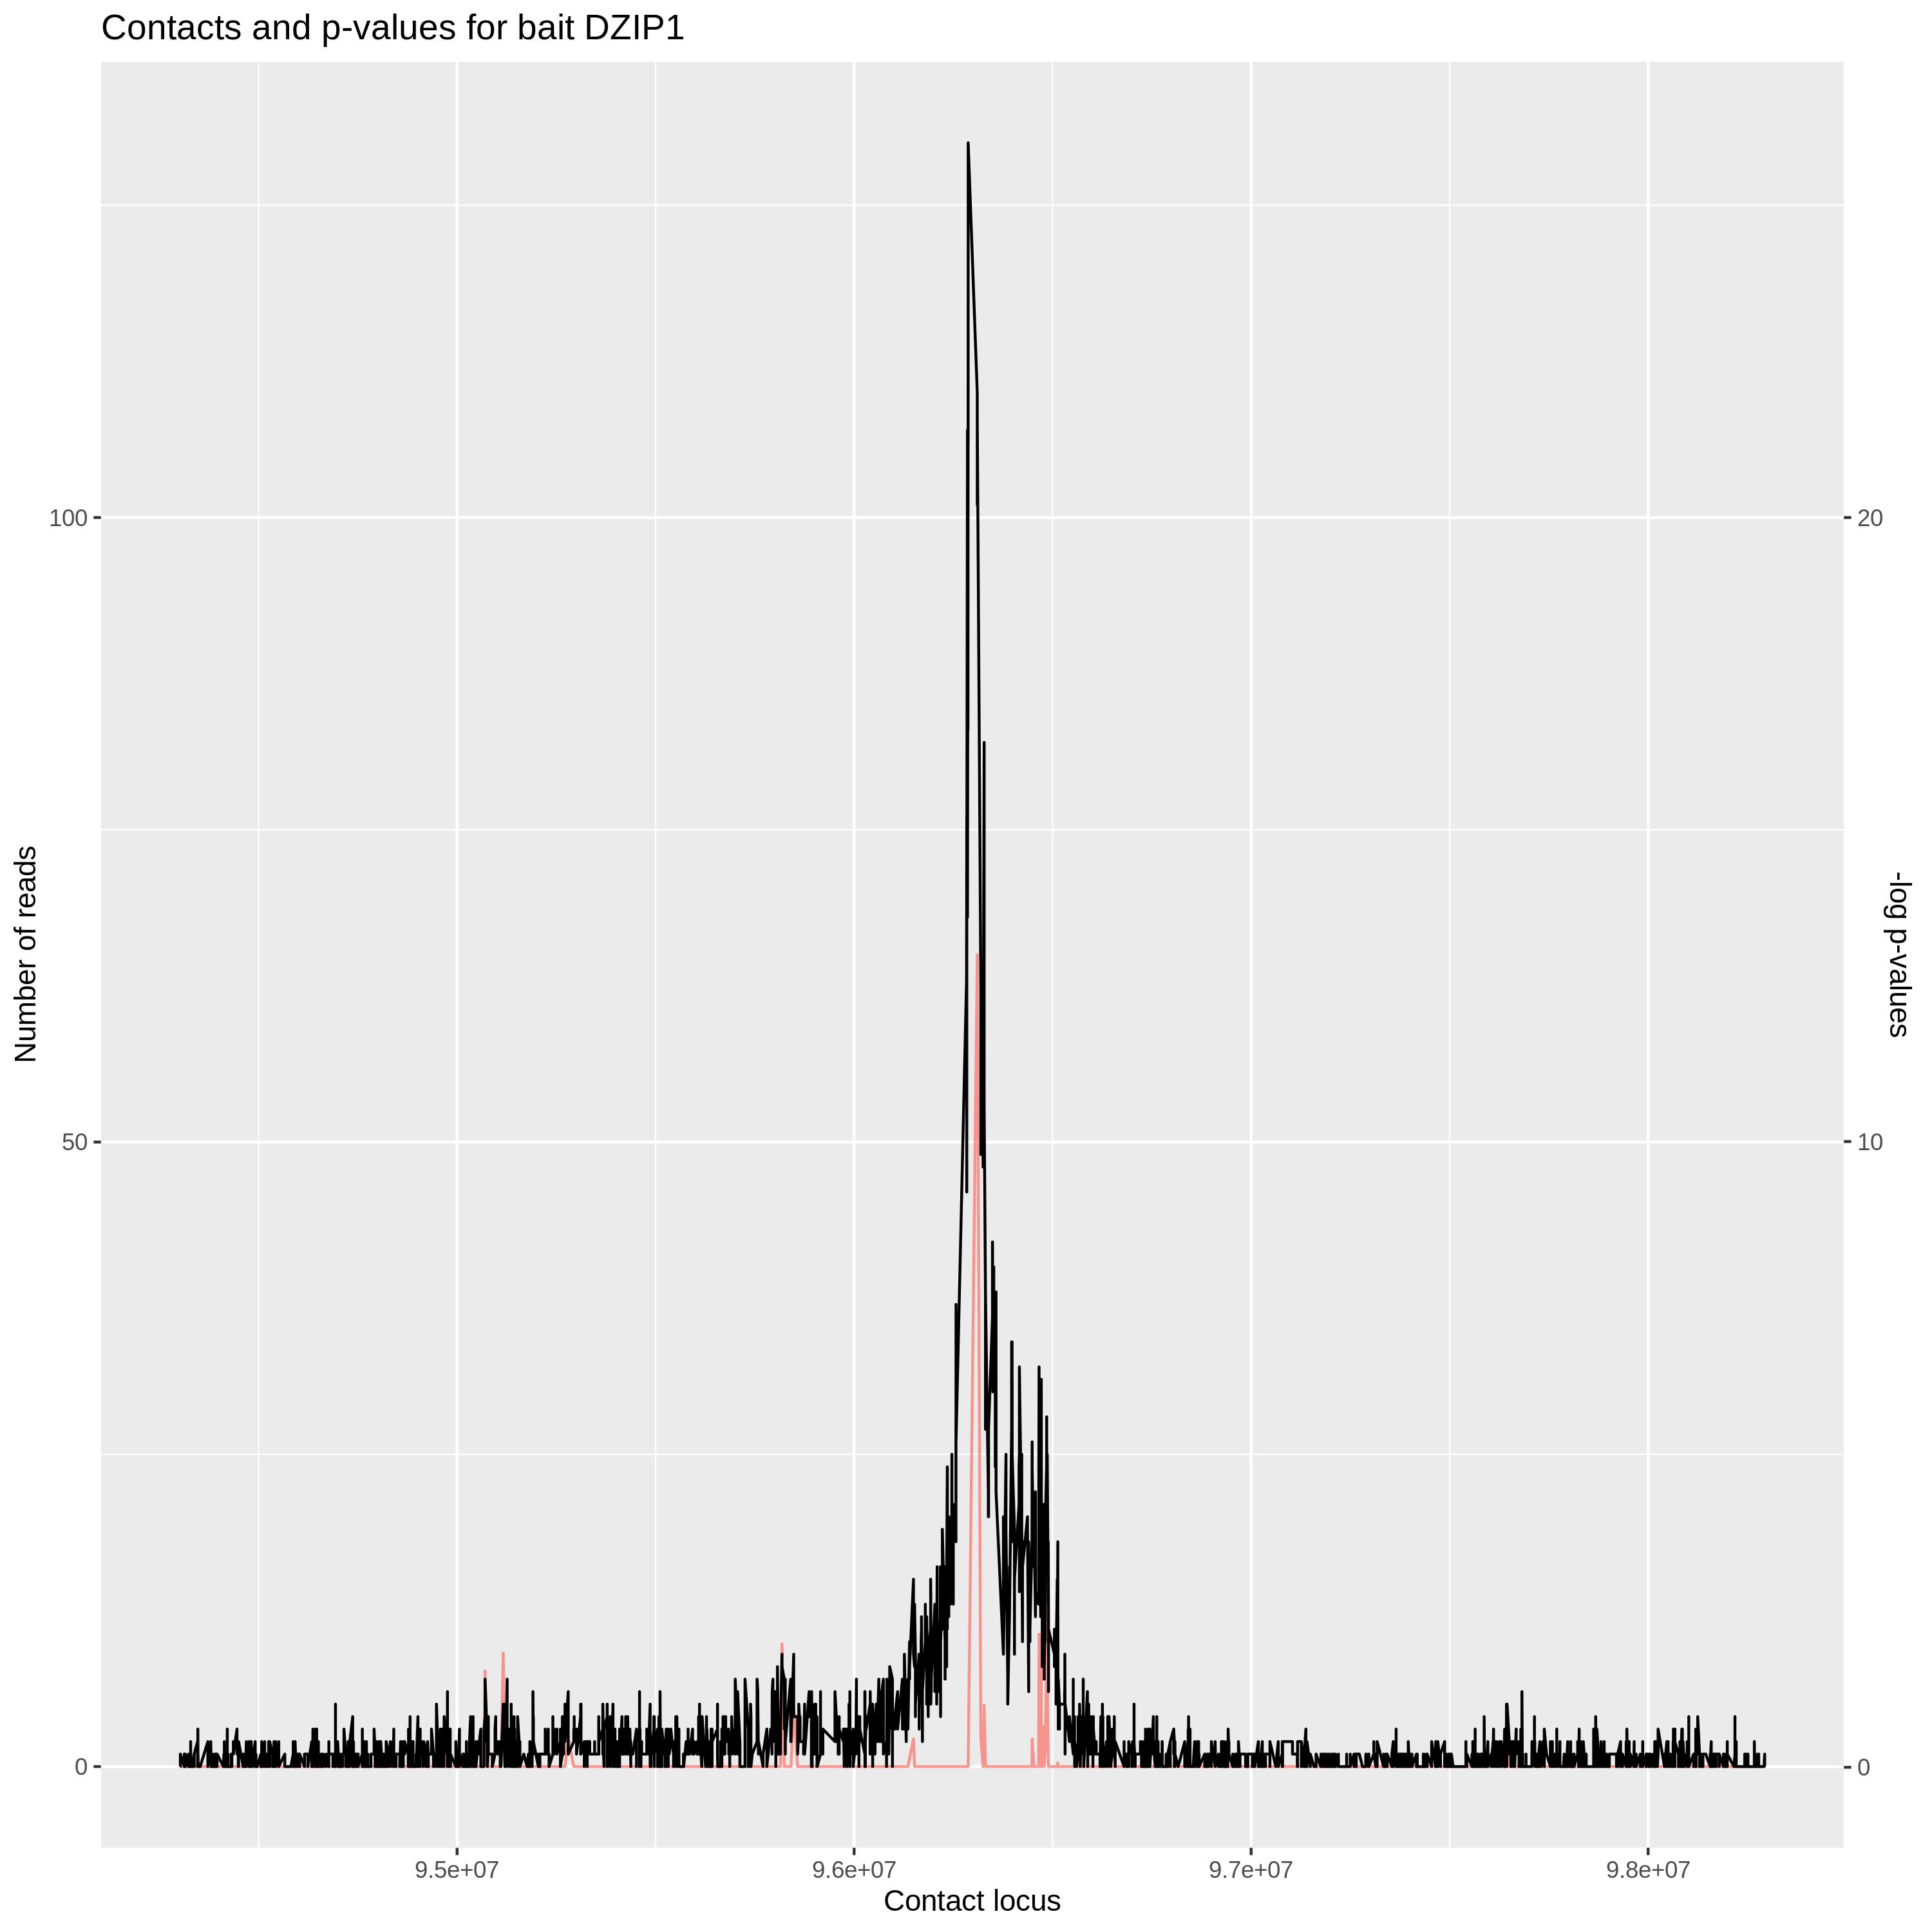 Contacts and p-values for bait DZIP1
Number of reads
100
50
0
20
10
0
-log p-values
9.5e+07
9.6e+07
9.7e+07
9.8e+07
Contact locus